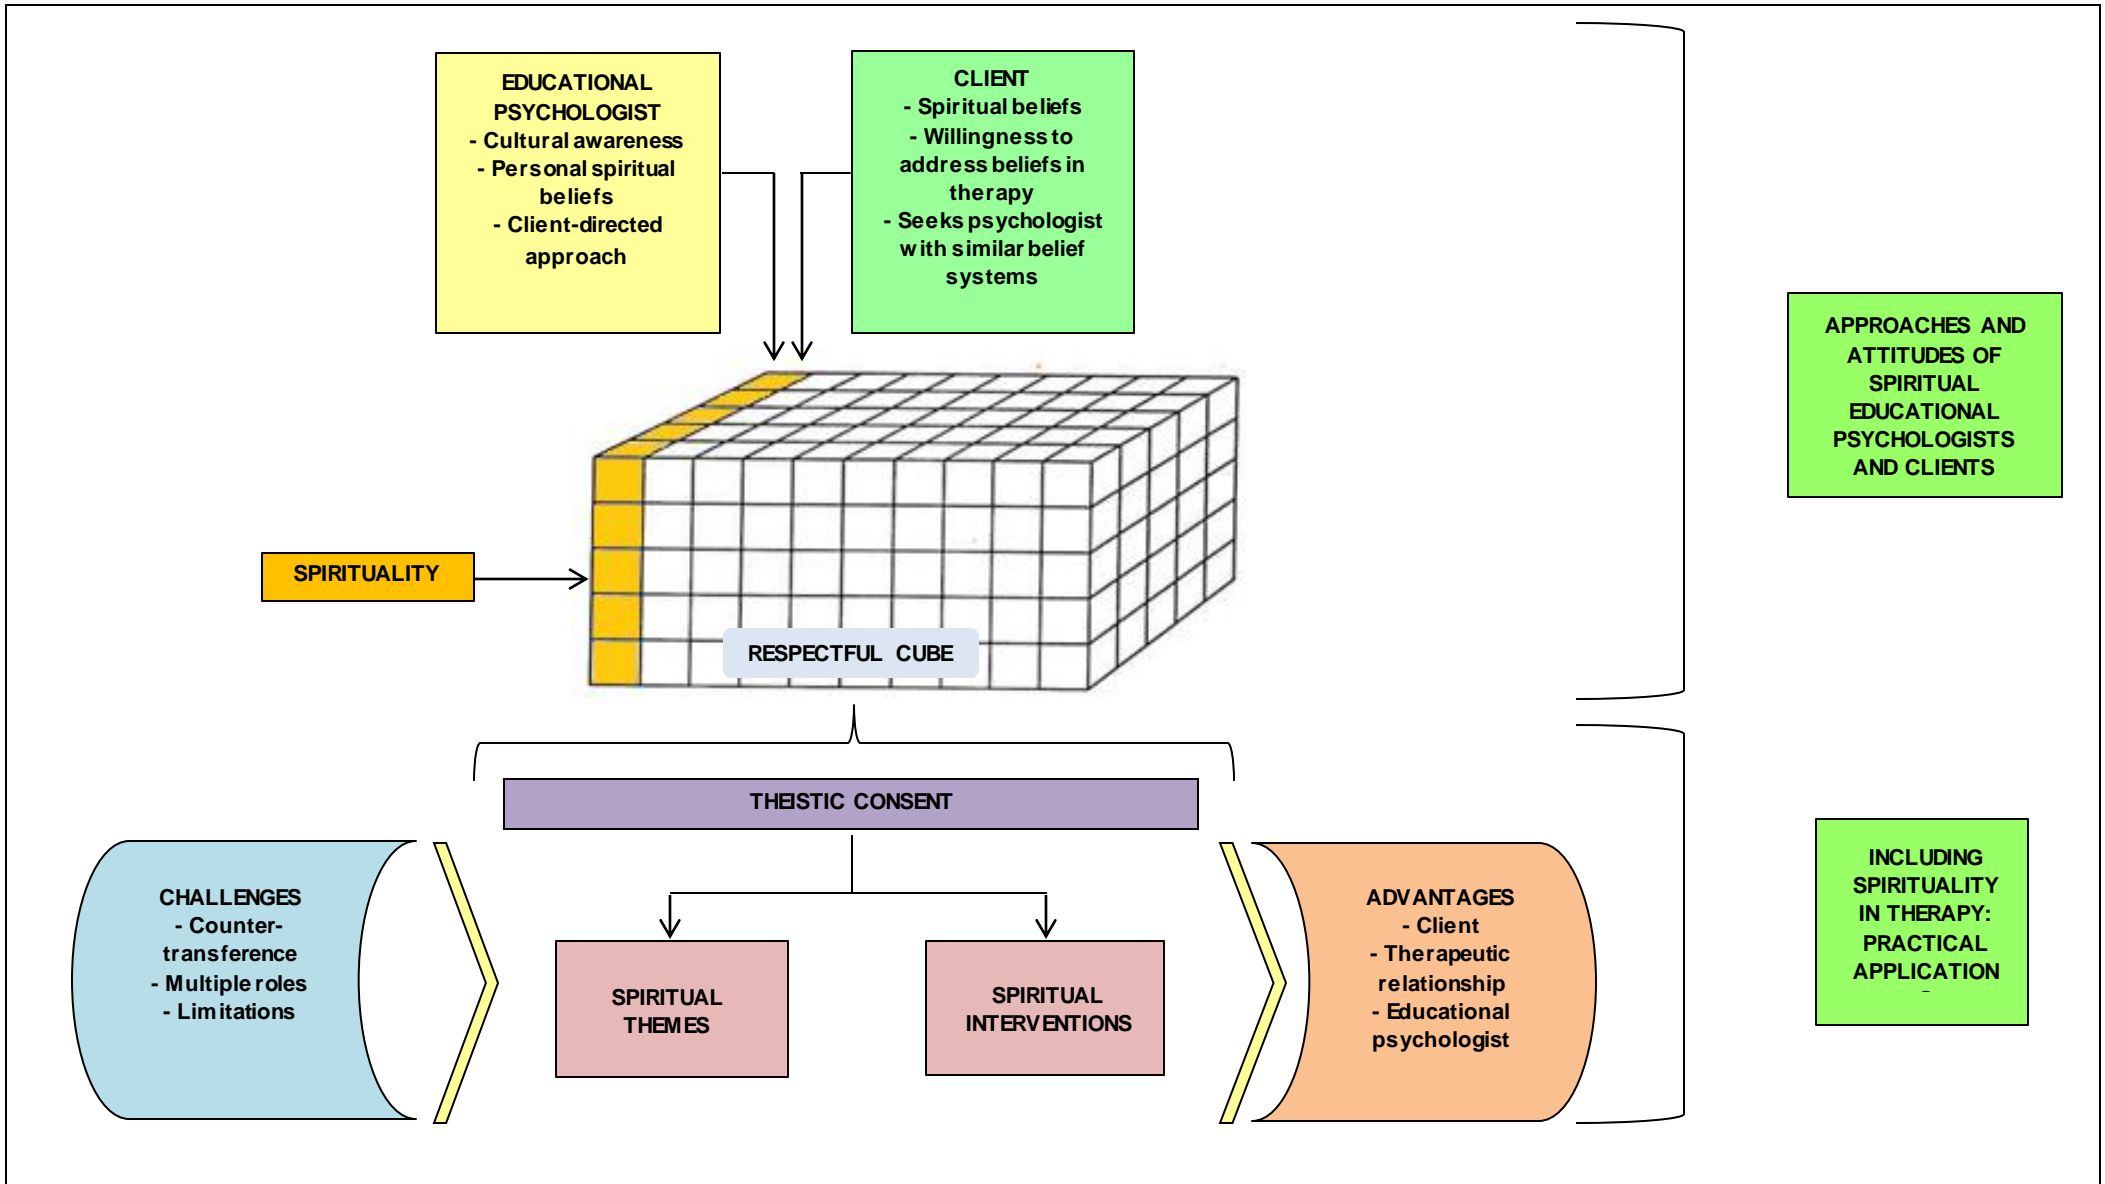 EDUCATIONAL
PSYCHOLOGIST
- Cultural awareness
- Personal spiritual
beliefs
- Client-directed
approach
CLIENT
- Spiritual beliefs
- Willingness to
address beliefs in
therapy
- Seeks psychologist
with similar belief
systems
APPROACHES AND
ATTITUDES OF
SPIRITUAL
EDUCATIONAL
PSYCHOLOGISTS
AND CLIENTS
SPIRITUALITY
RESPECTFUL CUBE
THEISTIC CONSENT
CHALLENGES
- Counter-
transference
- Multiple roles
- Limitations
SPIRITUAL
THEMES
SPIRITUAL
INTERVENTIONS
ADVANTAGES
- Client
- Therapeutic
relationship
- Educational
psychologist
INCLUDING
SPIRITUALITY
IN THERAPY:
PRACTICAL
APPLICATION